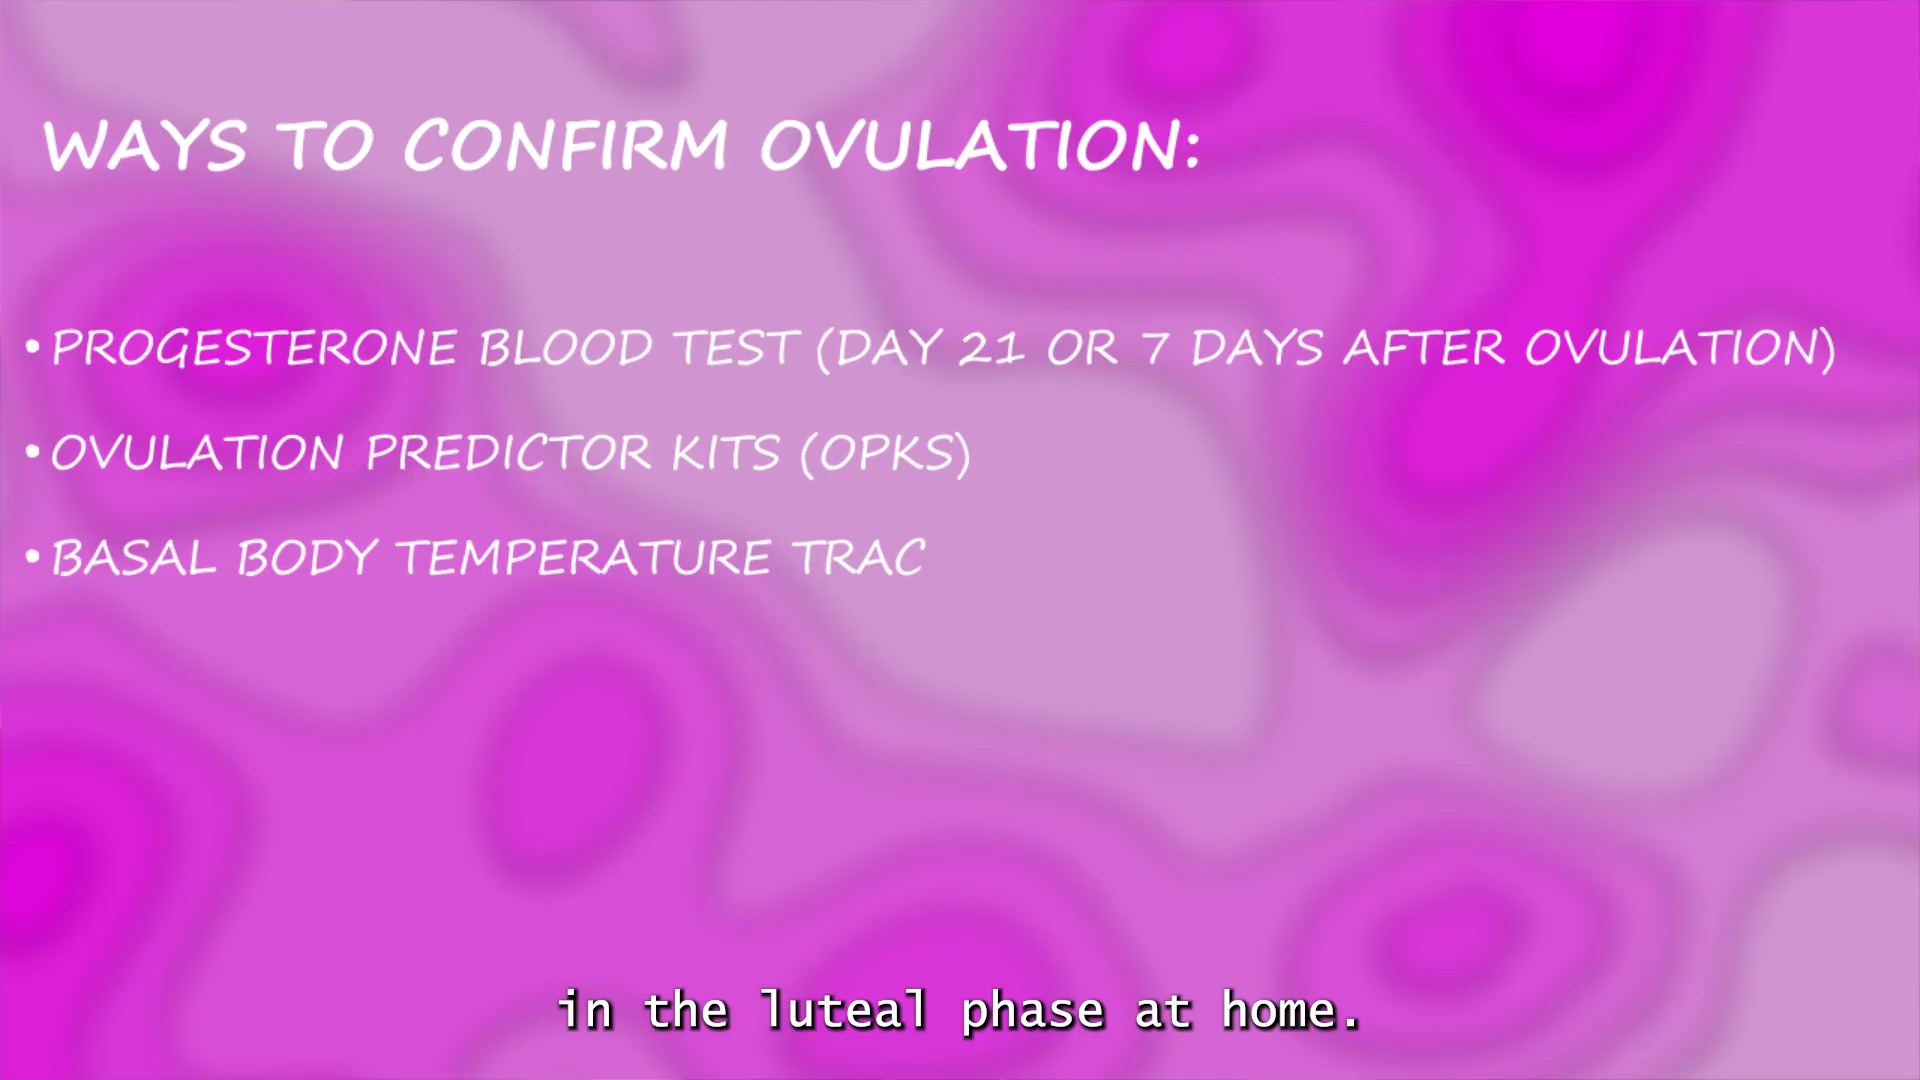 WAYS TO CONFIRM OVULATION:
• PROGESTERONE BLOOD TEST (DAY 21 OR 7 DAYS AFTER OVULATION)
• OVULATION PREDICTOR KITS (OPKS)
• BASAL BODY TEMPERATURE TRAC
in the luteal phase at home.